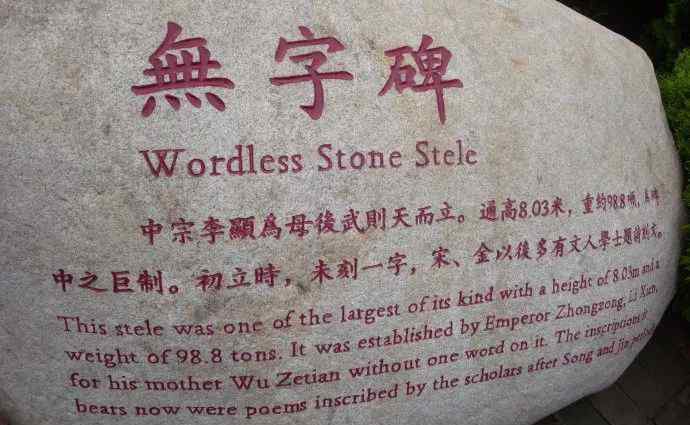 無字碑
Wordless Stone Stele
中宗李顯爲母後武則天而立。通高8.03米，重約98.8噸，爲碑
中之巨制。初立時，未刻一字，宋、金以後多有文人學士題詩刻文。
This stele was one of the largest of its kind with a height of 8.03m and a
weight of 98.8 tons. It was established by Emperor Zhongzong, Li Xian,
for his mother Wu Zetian without one word on it. The inscriptions it
bears now were poems inscribed by the scholars after Song and Jin